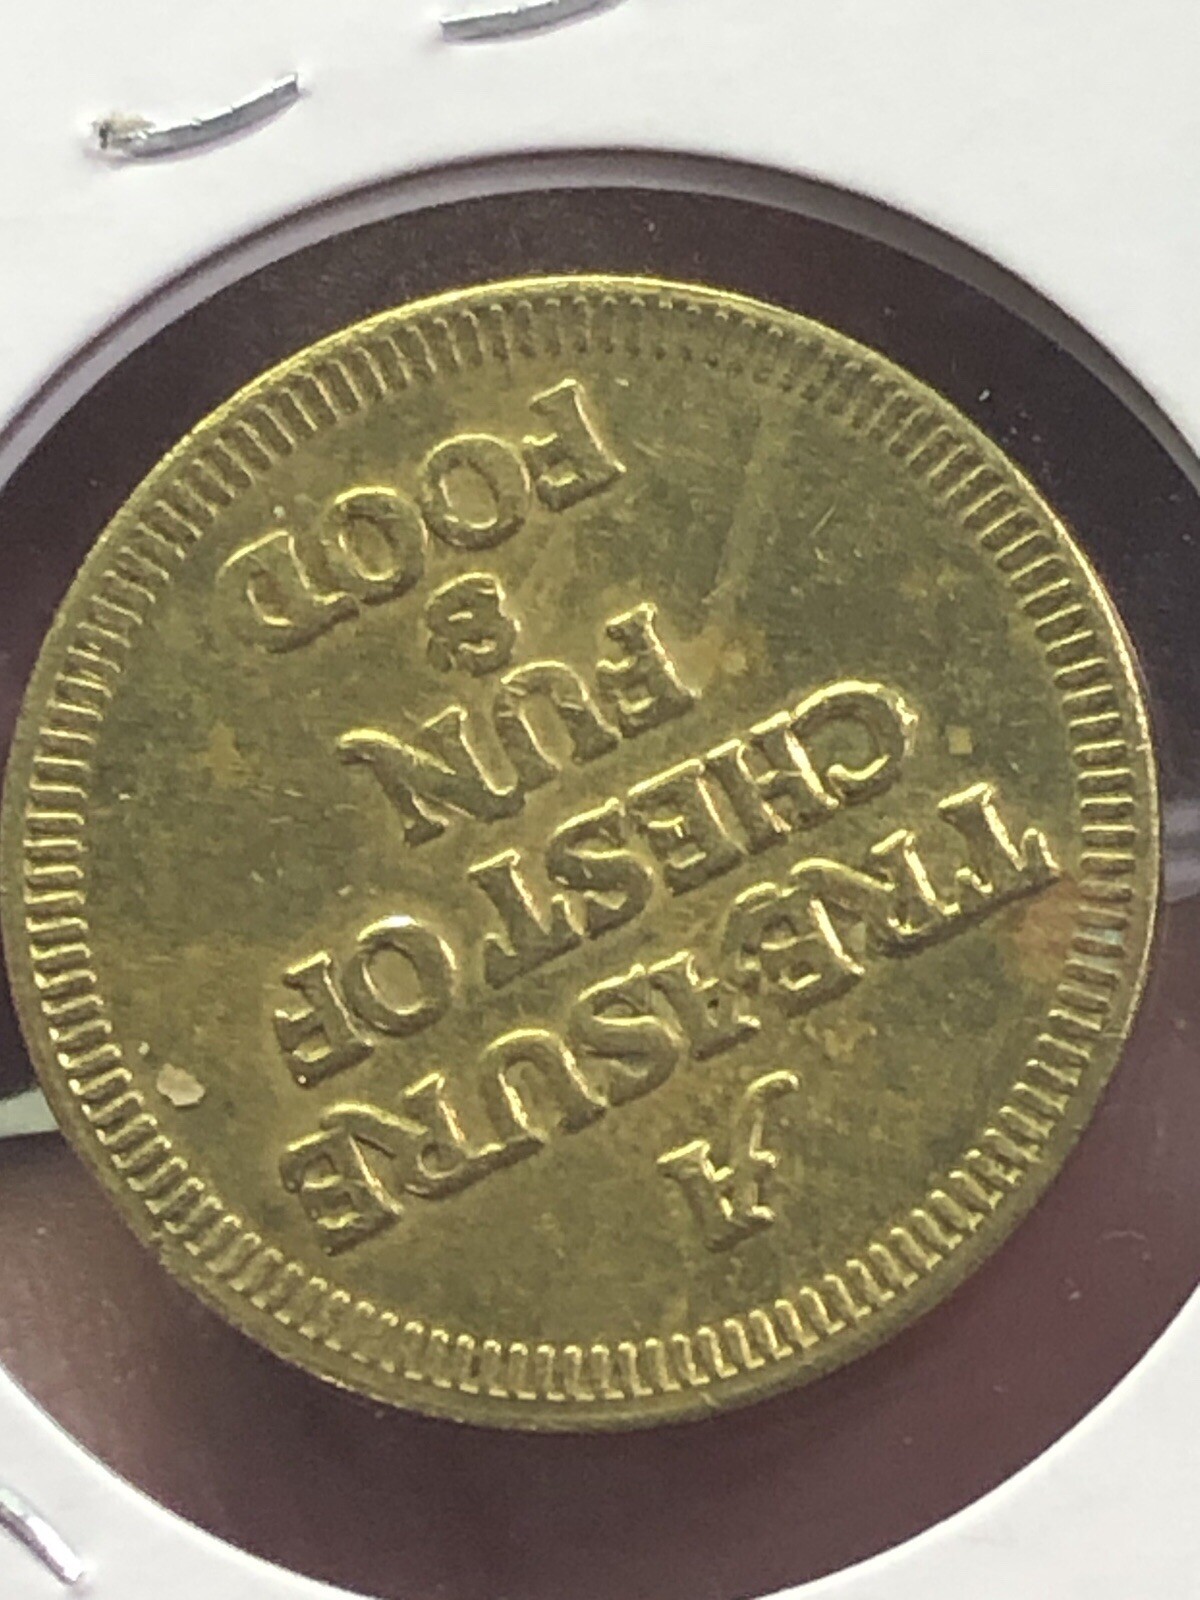 A
TREASURE
CHEST OF
FUN
&
FOOD